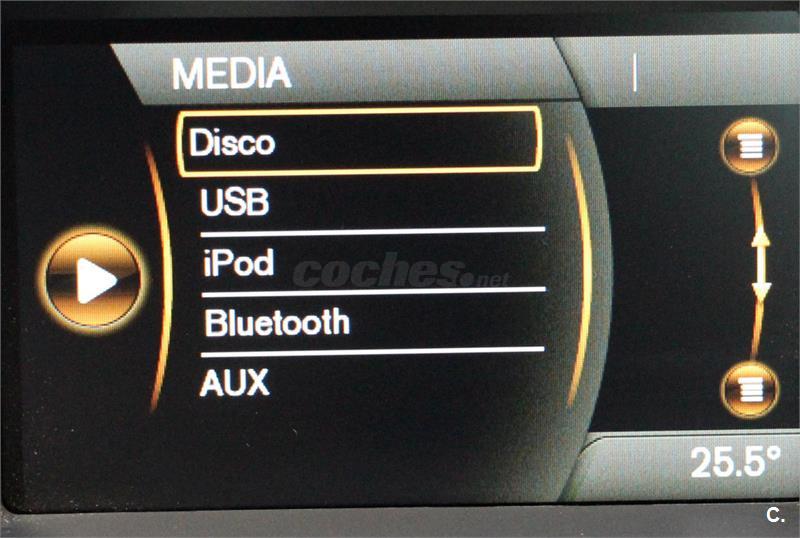 MEDIA
Disco
USB
iPod
Bluetooth
AUX
coches.net
25.5°
C.